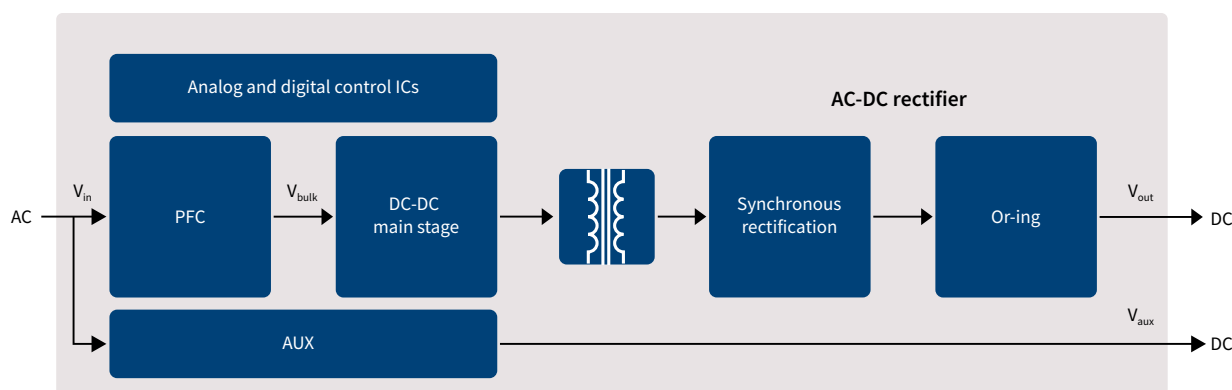 Analog and digital control ICs
AC-DC rectifier
AC
Vin
PFC
Vbulk
DC-DC
main stage
Synchronous
rectification
Or-ing
Vout
DC
AUX
Vaux
DC